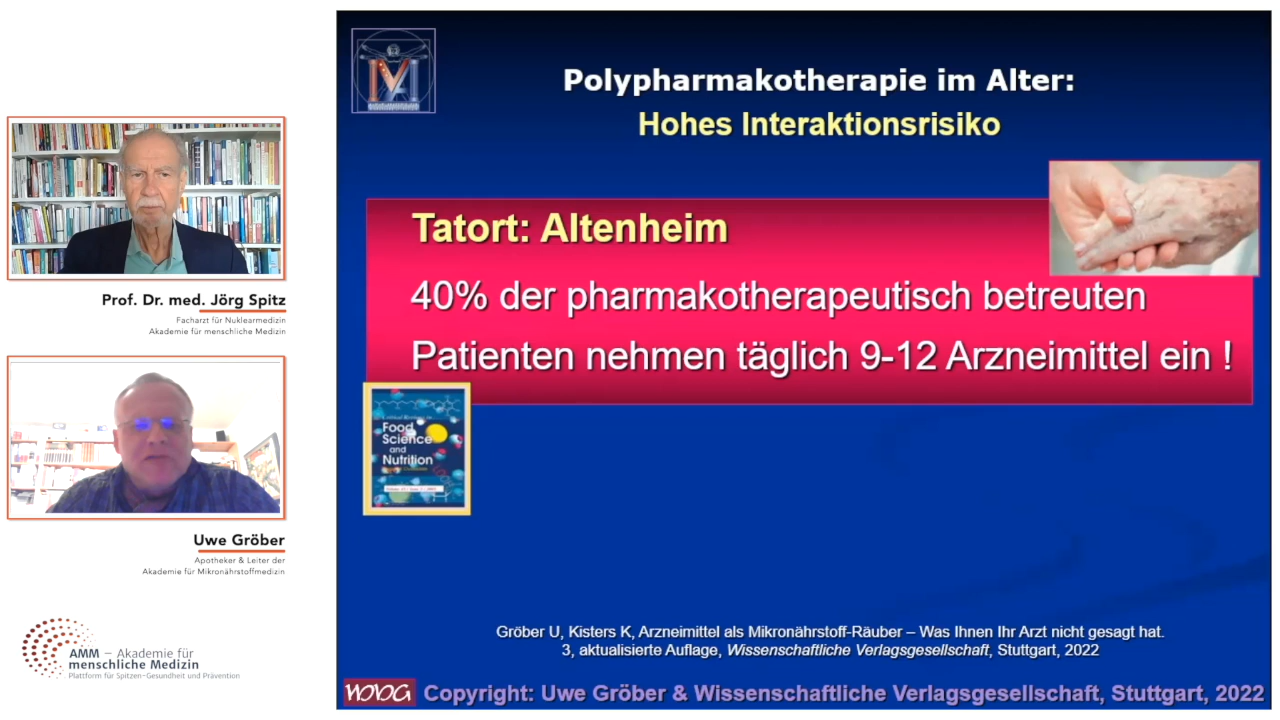 Polypharmakotherapie im Alter:
Hohes Interaktionsrisiko
Tatort: Altenheim
40% der pharmakotherapeutisch betreuten
Patienten nehmen täglich 9-12 Arzneimittel ein !
Prof. Dr. med. Jörg Spitz
Facharzt für Nuklearmedizin
Akademie für menschliche Medizin
Food
Science
and
Nutrition
Uwe Gröber
Apotheker & Leiter der
Akademie für Mikronährstoffmedizin
AMM – Akademie für
menschliche Medizin
Plattform für Spitzen-Gesundheit und Prävention
Gröber U, Kisters K, Arzneimittel als Mikronährstoff-Räuber – Was Ihnen Ihr Arzt nicht gesagt hat.
3, aktualisierte Auflage, Wissenschaftliche Verlagsgesellschaft, Stuttgart, 2022
Copyright: Uwe Gröber & Wissenschaftliche Verlagsgesellschaft, Stuttgart, 2022